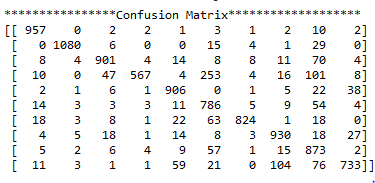 ****************Confusion Matrix*******************
[[ 957 0 2 2 1 3 1 2 10 2]
[ 0 1080 6 0 0 15 4 1 29 0]
[ 8 4 901 4 14 8 8 11 70 4]
[ 10 0 47 567 4 253 4 16 101 8]
[ 2 1 6 1 906 0 1 5 22 38]
[ 14 3 3 3 11 786 5 9 54 4]
[ 18 3 8 1 22 63 824 1 18 0]
[ 4 5 18 1 14 8 3 930 18 27]
[ 5 2 6 4 9 57 1 15 873 2]
[ 11 3 1 1 59 21 0 104 76 733]]